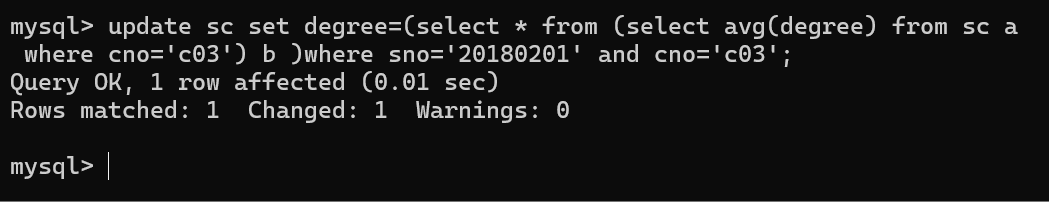 mysql> update sc set degree=(select * from (select avg(degree) from sc a
 where cno='c03') b )where sno='20180201' and cno='c03';
Query OK, 1 row affected (0.01 sec)
Rows matched: 1  Changed: 1  Warnings: 0

mysql>